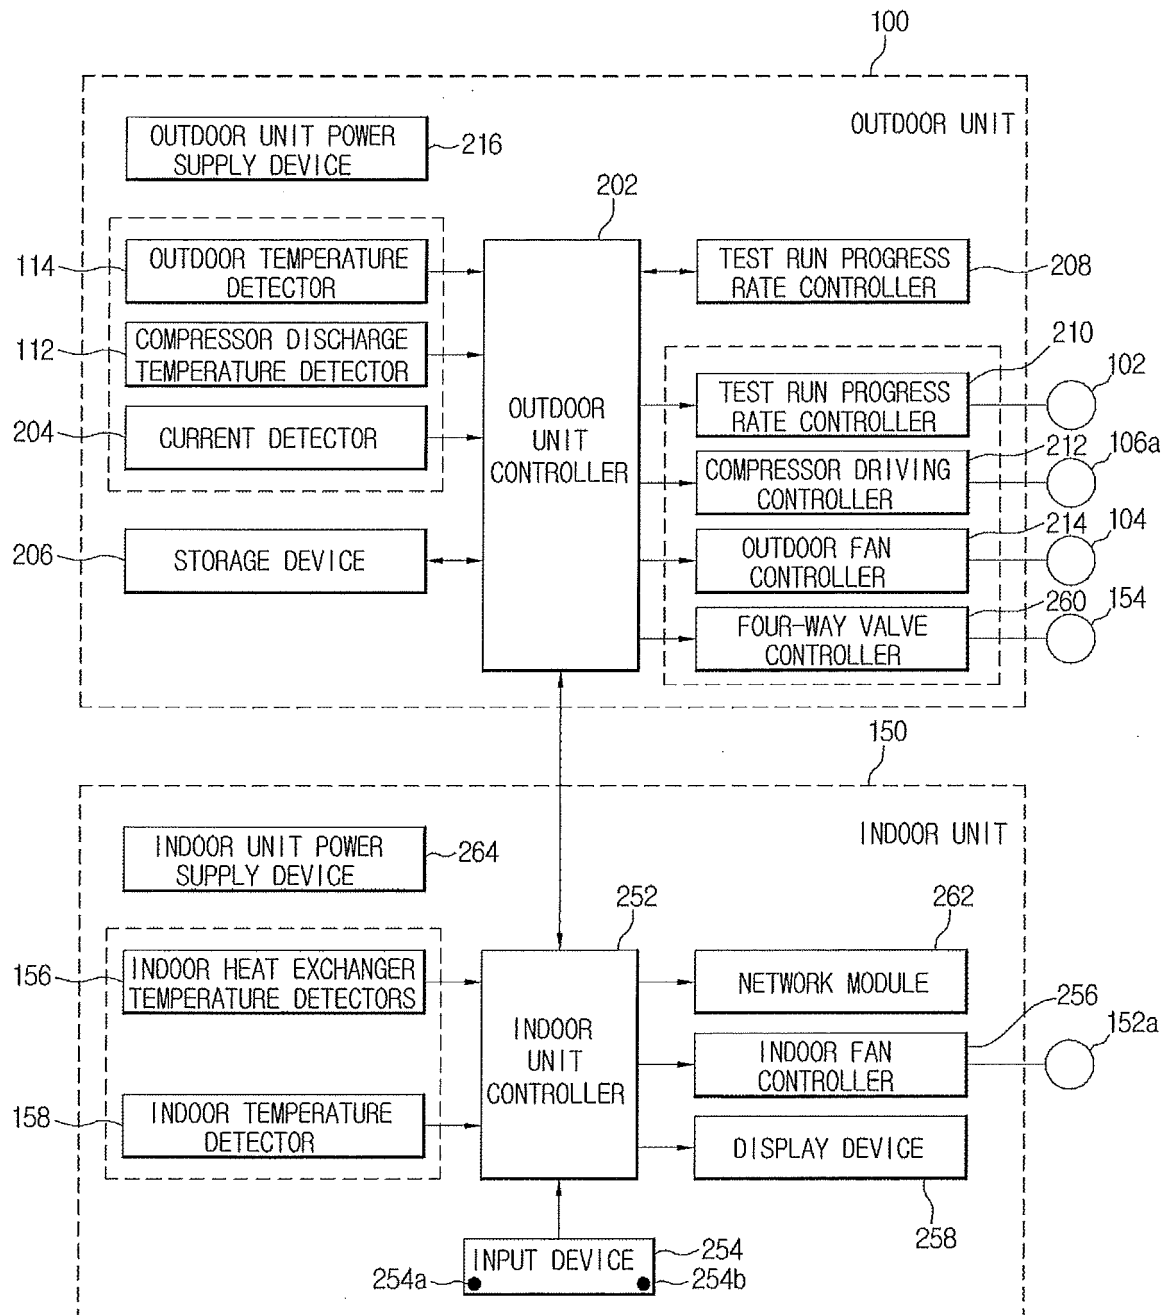 100
OUTDOOR UNIT
OUTDOOR UNIT POWER
SUPPLY DEVICE
216
202
114
OUTDOOR TEMPERATURE
DETECTOR
TEST RUN PROGRESS
RATE CONTROLLER
208
112
COMPRESSOR DISCHARGE
TEMPERATURE DETECTOR
210
TEST RUN PROGRESS
RATE CONTROLLER
102
204
CURRENT DETECTOR
OUTDOOR
UNIT
CONTROLLER
212
COMPRESSOR DRIVING
CONTROLLER
106a
206
STORAGE DEVICE
214
OUTDOOR FAN
CONTROLLER
104
260
FOUR-WAY VALVE
CONTROLLER
154
150
INDOOR UNIT
INDOOR UNIT POWER
SUPPLY DEVICE
264
252
262
156
INDOOR HEAT EXCHANGER
TEMPERATURE DETECTORS
NETWORK MODULE
INDOOR
UNIT
CONTROLLER
256
INDOOR FAN
CONTROLLER
152a
158
INDOOR TEMPERATURE
DETECTOR
DISPLAY DEVICE
258
INPUT DEVICE
254
254a
254b